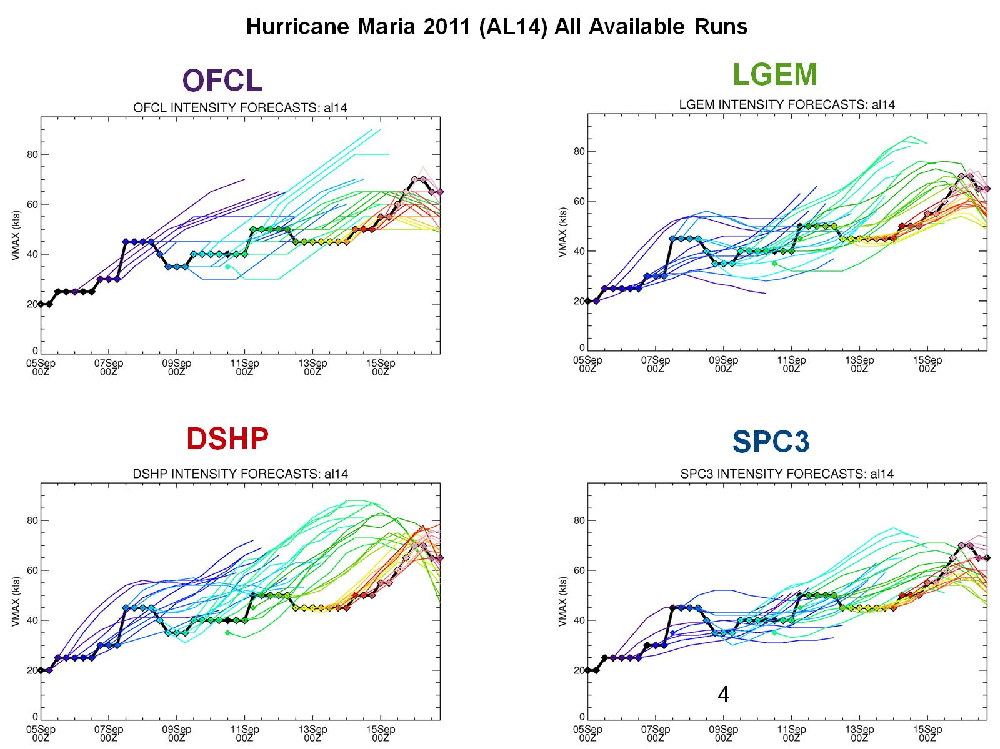 Hurricane Maria 2011 (AL14) All Available Runs
OFCL
OFCL INTENSITY FORECASTS: al14
VMAX (kts)
80
60
40
20
0
05Sep 07Sep 09Sep 11Sep 13Sep 15Sep
00Z 00Z 00Z 00Z 00Z 00Z
LGEM
LGEM INTENSITY FORECASTS: al14
VMAX (kts)
80
60
40
20
0
05Sep 07Sep 09Sep 11Sep 13Sep 15Sep
00Z 00Z 00Z 00Z 00Z 00Z
DSHP
DSHP INTENSITY FORECASTS: al14
VMAX (kts)
80
60
40
20
0
05Sep 07Sep 09Sep 11Sep 13Sep 15Sep
00Z 00Z 00Z 00Z 00Z 00Z
SPC3
SPC3 INTENSITY FORECASTS: al14
VMAX (kts)
80
60
40
20
0
4
05Sep 07Sep 09Sep 11Sep 13Sep 15Sep
00Z 00Z 00Z 00Z 00Z 00Z